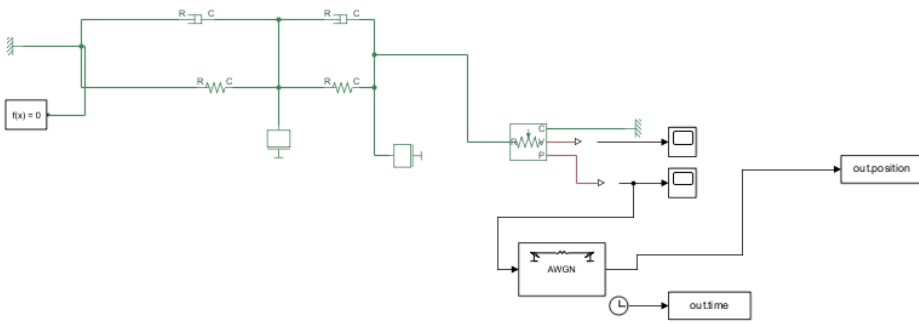 R C
R C
R C
R C
f(x) = 0
R
C
V
P
out.position
AWGN
out.time